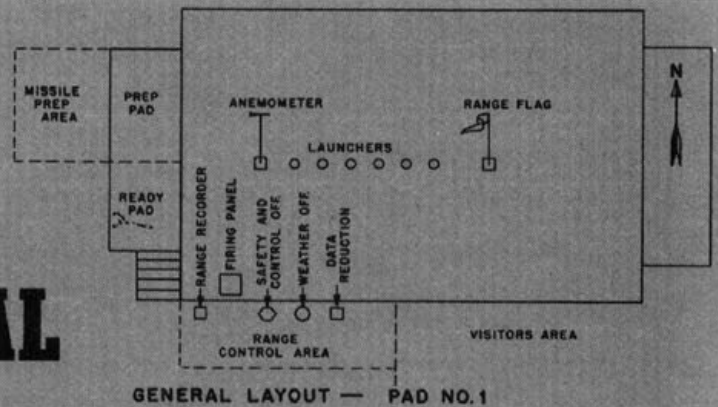 MISSILE
PREP
AREA
PREP
PAD
ANEMOMETER
RANGE FLAG
N
LAUNCHERS
READY
PAD
RANGE RECORDER
FIRING PANEL
SAFETY AND
CONTROL OFF.
WEATHER OFF.
DATA
REDUCTION
AL
RANGE
CONTROL AREA
VISITORS AREA
GENERAL LAYOUT — PAD NO. 1